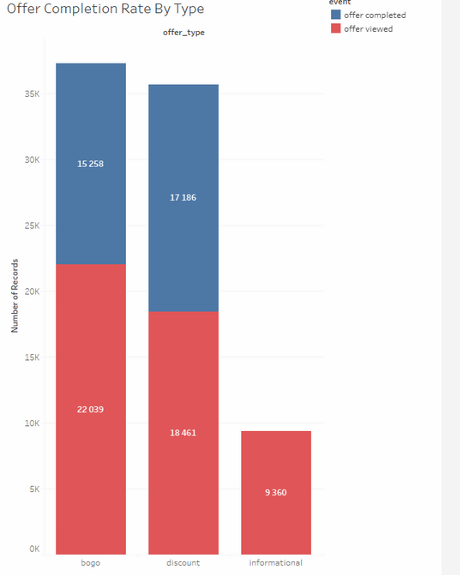 Offer Completion Rate By Type
event
offer completed
offer viewed
offer_type
35K
30K
25K
20K
15K
10K
5K
0K
Number of Records
15 258
17 186
22 039
18 461
9 360
bogo
discount
informational